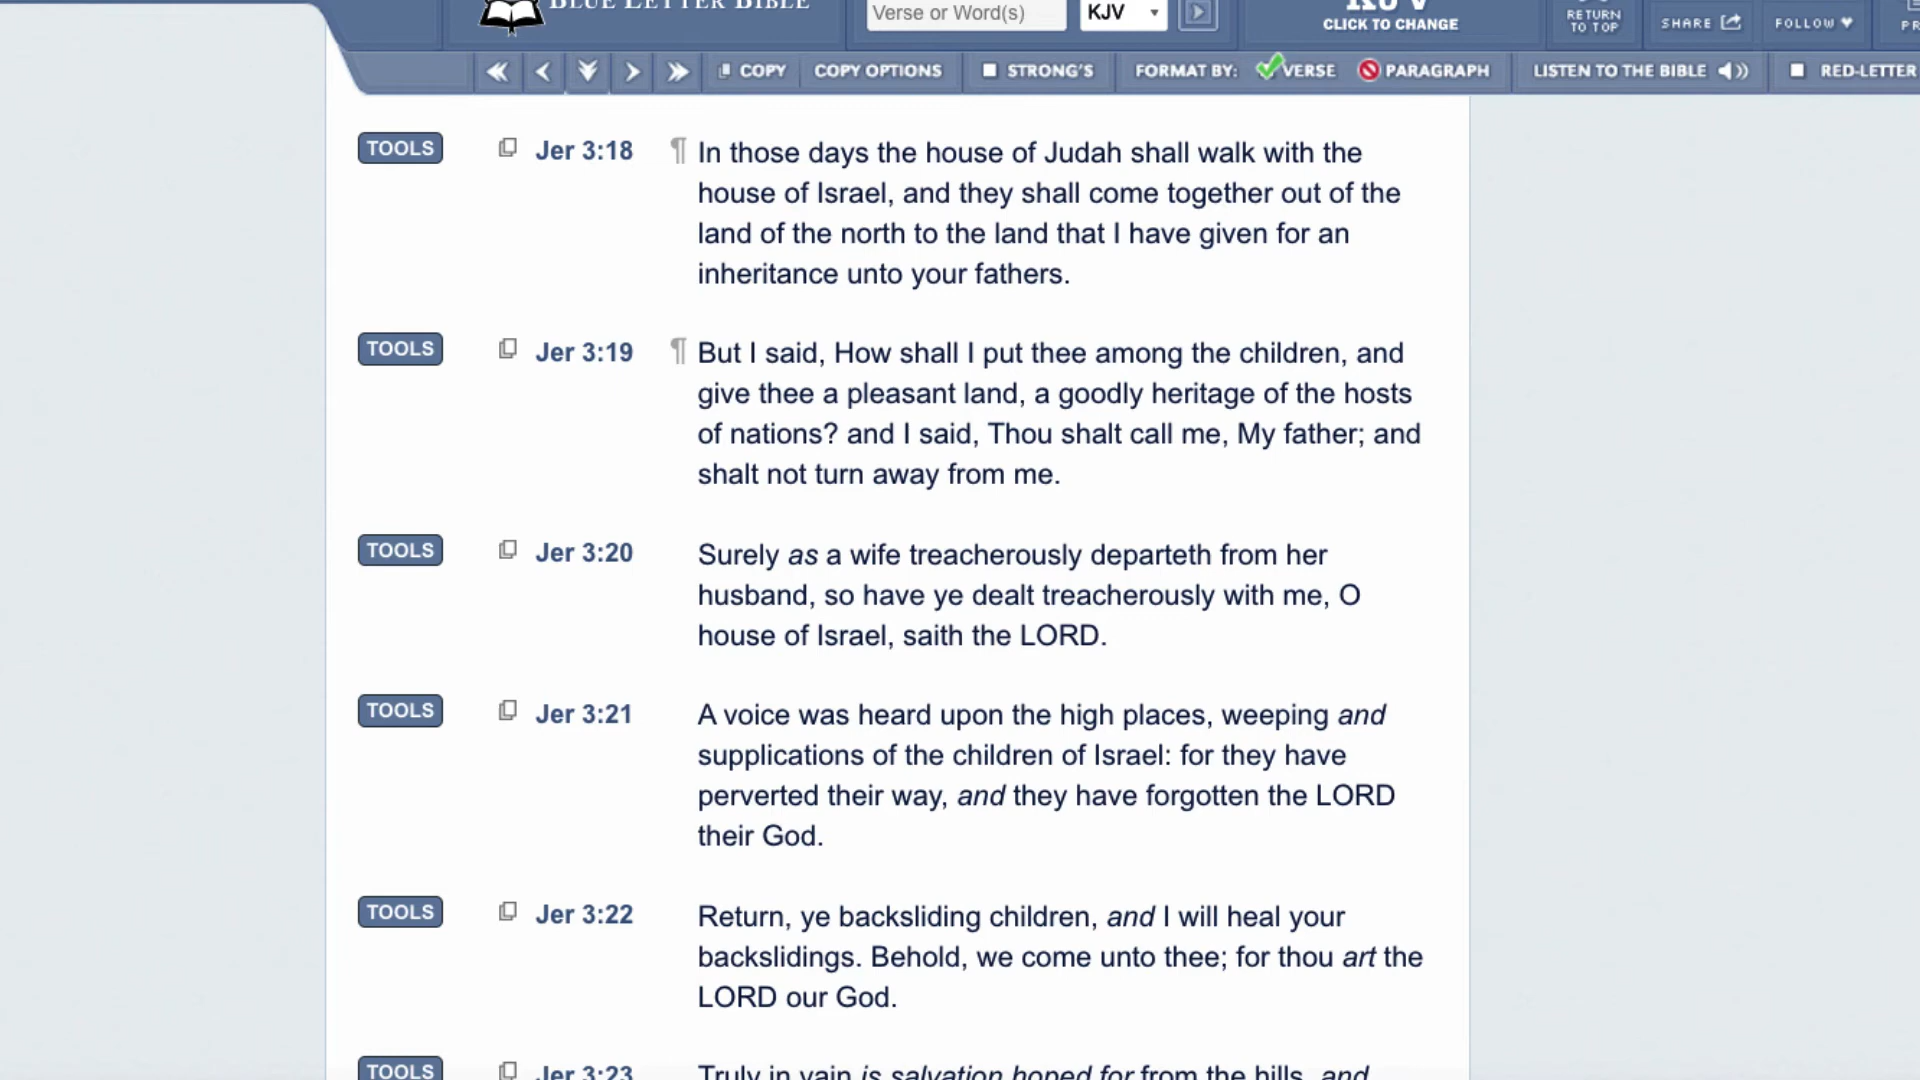 BLUE LETTER BIBLE
Verse or Word(s)
KJV
KJV
CLICK TO CHANGE
RETURN
TO TOP
SHARE
FOLLOW
COPY
COPY OPTIONS
STRONG'S
FORMAT BY:
VERSE
PARAGRAPH
LISTEN TO THE BIBLE
RED-LETTER
TOOLS
Jer 3:18
¶ In those days the house of Judah shall walk with the
house of Israel, and they shall come together out of the
land of the north to the land that I have given for an
inheritance unto your fathers.
TOOLS
Jer 3:19
¶ But I said, How shall I put thee among the children, and
give thee a pleasant land, a goodly heritage of the hosts
of nations? and I said, Thou shalt call me, My father; and
shalt not turn away from me.
TOOLS
Jer 3:20
Surely as a wife treacherously departeth from her
husband, so have ye dealt treacherously with me, O
house of Israel, saith the LORD.
TOOLS
Jer 3:21
A voice was heard upon the high places, weeping and
supplications of the children of Israel: for they have
perverted their way, and they have forgotten the LORD
their God.
TOOLS
Jer 3:22
Return, ye backsliding children, and I will heal your
backslidings. Behold, we come unto thee; for thou art the
LORD our God.
TOOLS
Jer 3:23
Truly in vain is salvation hoped for from the hills, and